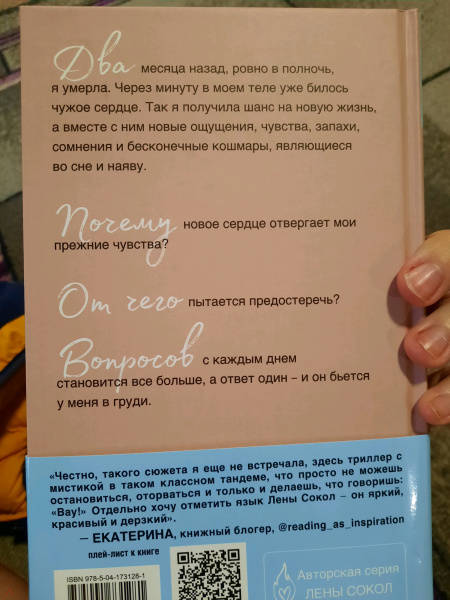 Два месяца назад, ровно в полночь,
я умерла. Через минуту в моем теле уже билось
чужое сердце. Так я получила шанс на новую жизнь,
а вместе с ним новые ощущения, чувства, запахи,
сомнения и бесконечные кошмары, являющиеся
во сне и наяву.
Почему новое сердце отвергает мои
прежние чувства?
От чего пытается предостеречь?
Вопросов с каждым днем
становится все больше, а ответ один – и он бьется
у меня в груди.
«Честно, такого сюжета я еще не встречала, здесь триллер с
мистикой в таком классном тандеме, что просто не можешь
остановиться, оторваться и только и делаешь, что говоришь:
«Вау!» Отдельно хочу отметить язык Лены Сокол – он яркий,
красивый и дерзкий».
— ЕКАТЕРИНА, книжный блогер, @reading_as_inspiration
плей-лист к книге
ISBN 978-5-04-173128-1
Авторская серия
ЛЕНЫ СОКОЛ